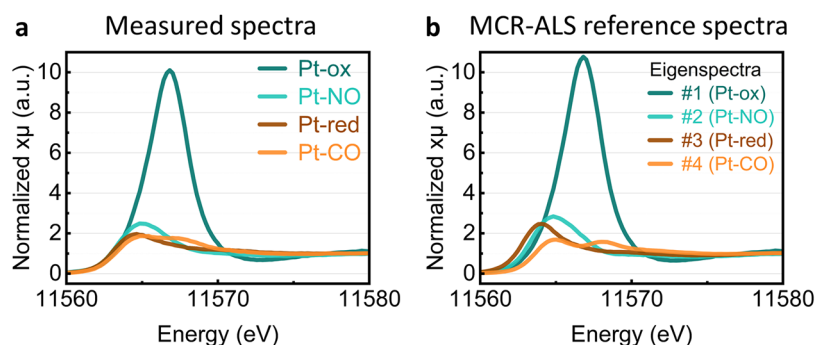 a Measured spectra
Normalized xμ (a.u.)
10
8
6
4
2
0
Pt-ox
Pt-NO
Pt-red
Pt-CO
11560 11570 11580
Energy (eV)
b MCR-ALS reference spectra
Normalized xμ (a.u.)
10
8
6
4
2
0
Eigenspectra
#1 (Pt-ox)
#2 (Pt-NO)
#3 (Pt-red)
#4 (Pt-CO)
11560 11570 11580
Energy (eV)